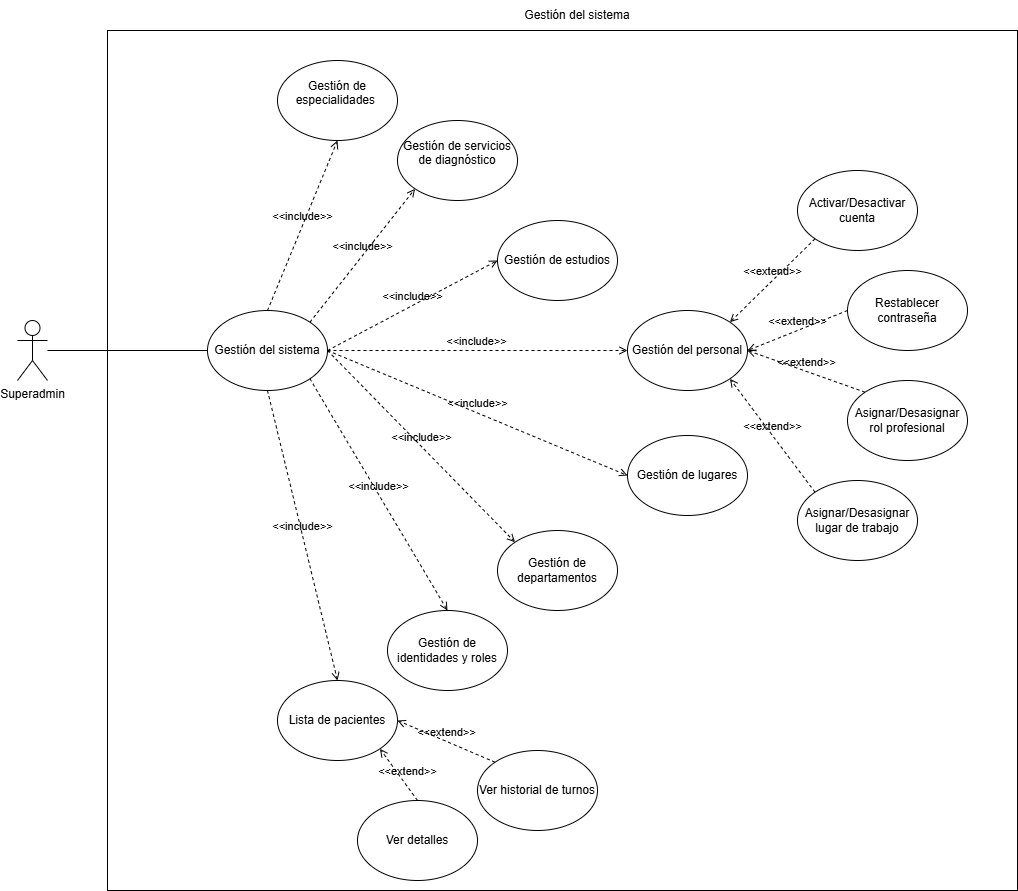 Gestión del sistema
Gestión de
especialidades
Gestión de servicios
de diagnóstico
Activar/Desactivar
cuenta
<<include>>
<<include>>
Gestión de estudios
<<extend>>
<<include>>
Restablecer
contraseña
<<extend>>
Superadmin
Gestión del sistema
<<include>>
Gestión del personal
<<extend>>
<<include>>
Asignar/Desasignar
rol profesional
<<extend>>
<<include>>
Gestión de lugares
<<include>>
Asignar/Desasignar
lugar de trabajo
<<include>>
Gestión de
departamentos
Gestión de
identidades y roles
Lista de pacientes
<<extend>>
<<extend>>
Ver historial de turnos
Ver detalles